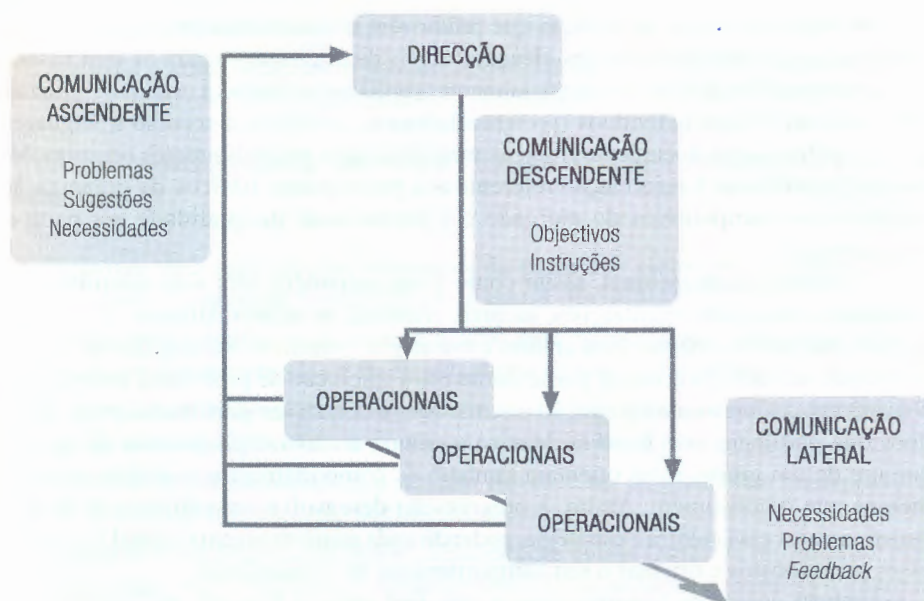 DIRECÇÃO
COMUNICAÇÃO
ASCENDENTE
Problemas
Sugestões
Necessidades
COMUNICAÇÃO
DESCENDENTE
Objectivos
Instruções
OPERACIONAIS
OPERACIONAIS
OPERACIONAIS
COMUNICAÇÃO
LATERAL
Necessidades
Problemas
Feedback